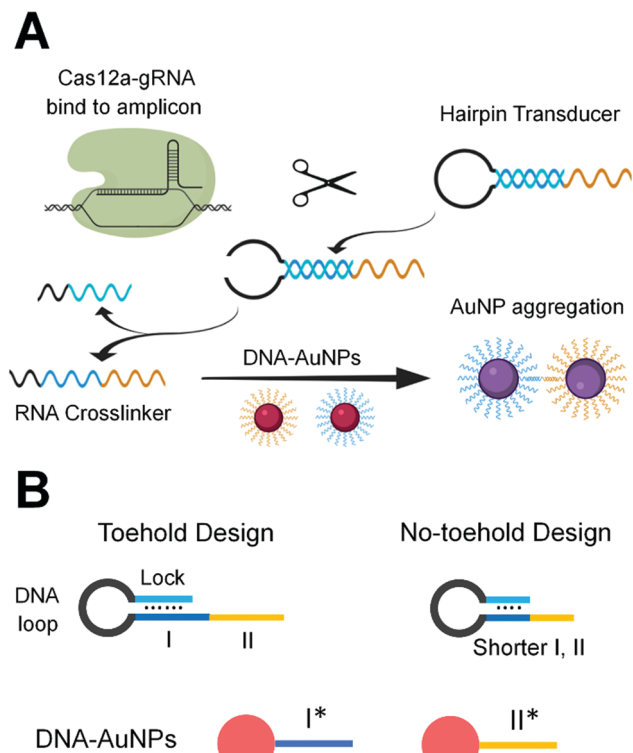 A
Cas12a-gRNA
bind to amplicon
Hairpin Transducer
AuNP aggregation
DNA-AuNPs
RNA Crosslinker
B
Toehold Design
No-toehold Design
DNA
loop
Lock
I
II
Shorter I, II
DNA-AuNPs
I*
II*